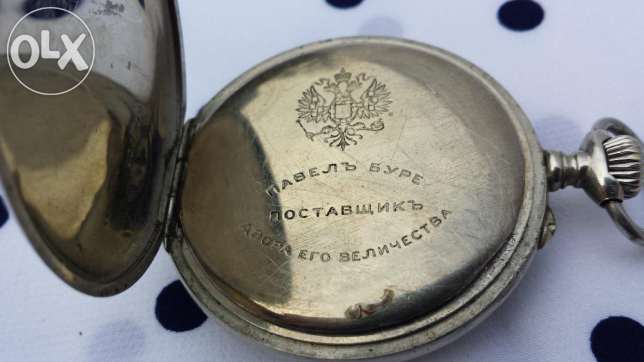 OLX
ПАВЕЛЪ БУРЕ
ПОСТАВЩИКЪ
ДВОРА ЕГО ВЕЛИЧЕСТВА